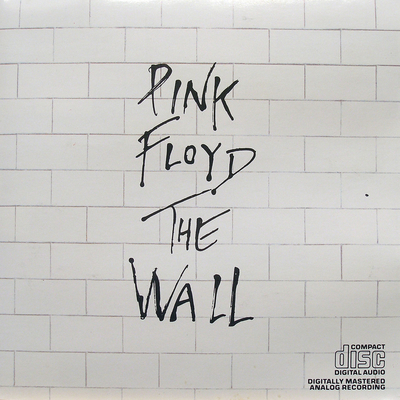 PINK
FLOYD
THE
WALL
COMPACT
disc
DIGITAL AUDIO
DIGITALLY MASTERED
ANALOG RECORDING